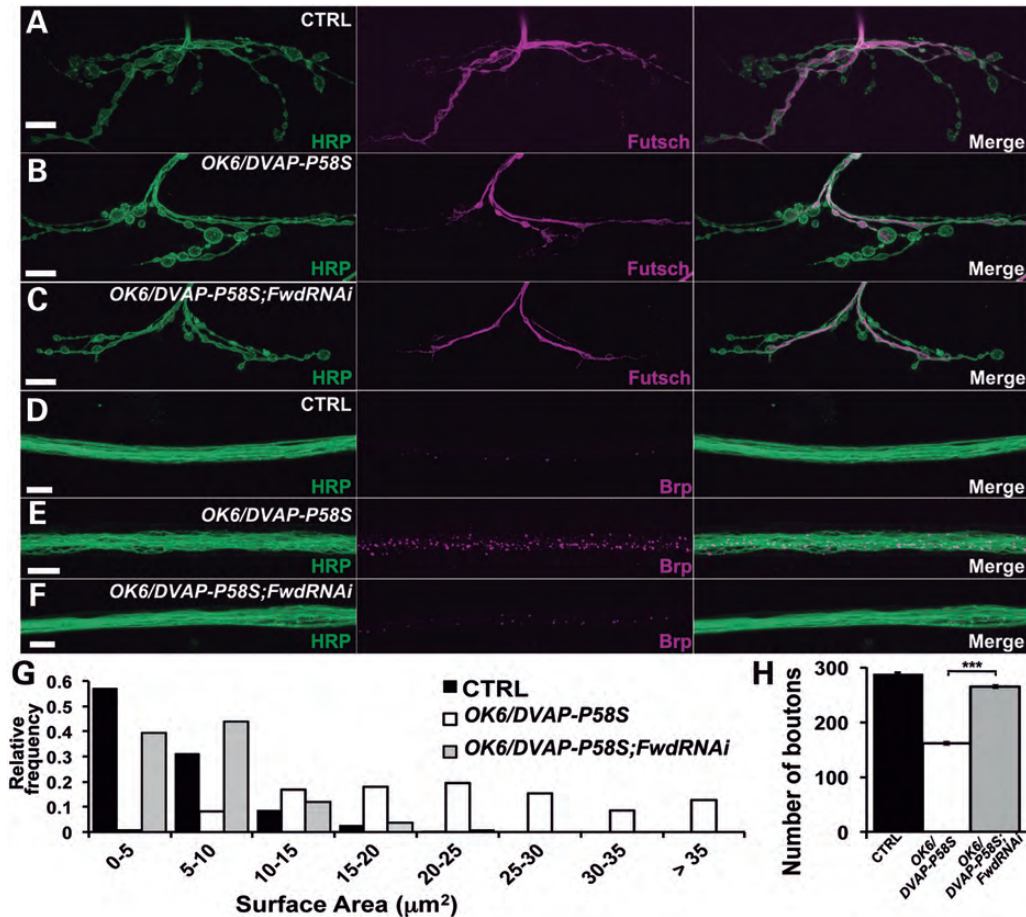 A CTRL
HRP Futsch Merge
B OK6/DVAP-P58S
HRP Futsch Merge
C OK6/DVAP-P58S;FwdRNAi
HRP Futsch Merge
D CTRL
HRP Brp Merge
E OK6/DVAP-P58S
HRP Brp Merge
F OK6/DVAP-P58S;FwdRNAi
HRP Brp Merge
G
Relative
frequency
0.6
0.5
0.4
0.3
0.2
0.1
0
CTRL
OK6/DVAP-P58S
OK6/DVAP-P58S;FwdRNAi
0-5 5-10 10-15 15-20 20-25 25-30 30-35 > 35
Surface Area (μm²)
H
Number of boutons
300
200
100
0
***
CTRL
OK6/
DVAP-P58S
OK6/
DVAP-P58S;
FwdRNAi